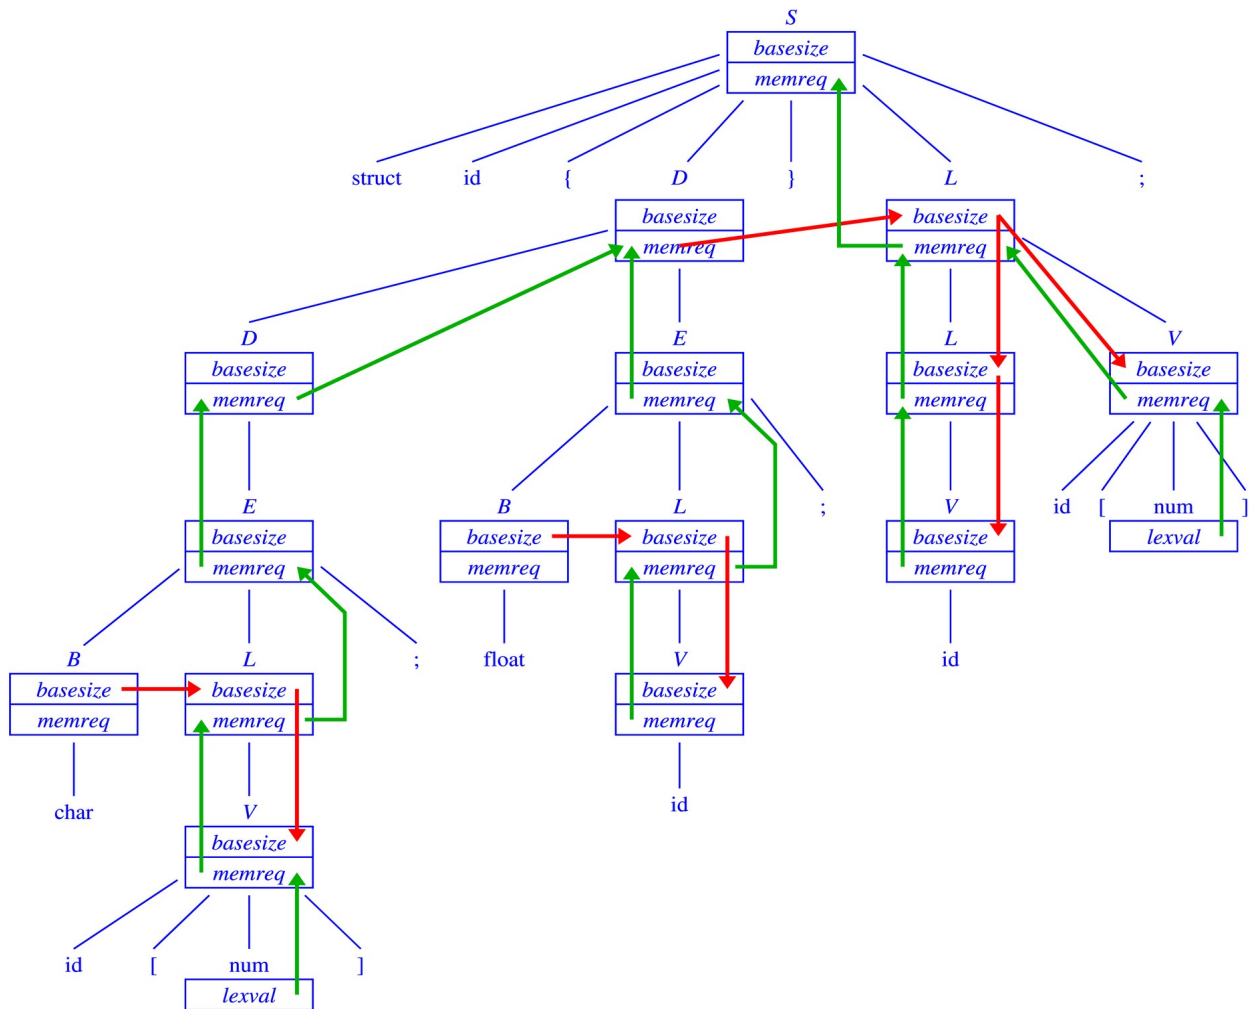 S
basesize
memreq
struct id { D } L ;
basesize basesize
memreq memreq
D E L V
basesize basesize basesize basesize
memreq memreq memreq memreq
E B L ; V id [ num ]
basesize basesize basesize basesize lexval
memreq memreq memreq memreq
B L ; float V id
basesize basesize basesize
memreq memreq memreq
char V id
basesize
memreq
id [ num ]
lexval